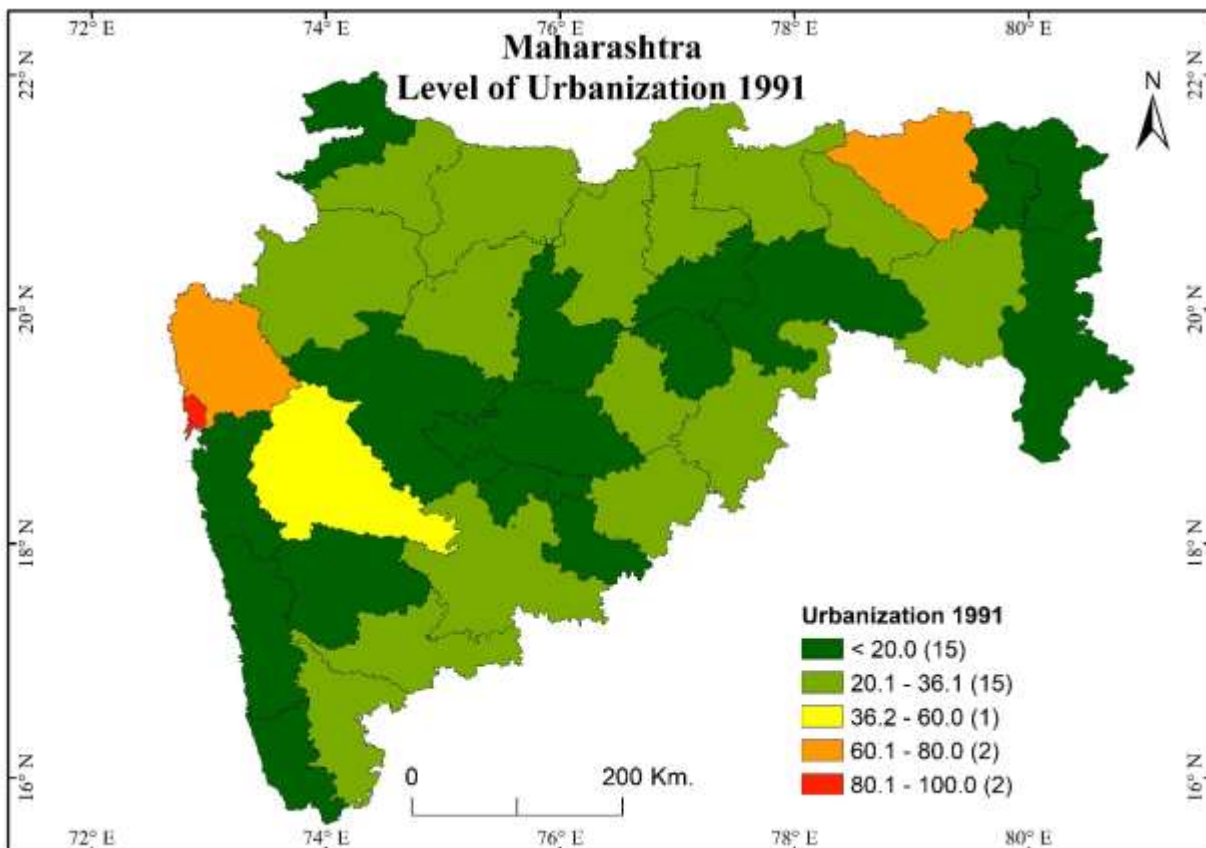 72° E 74° E 76° E 78° E 80° E
Maharashtra
Level of Urbanization 1991
N
22° N 22° N
20° N 20° N
18° N 18° N
16° N 16° N
Urbanization 1991
< 20.0 (15)
20.1 - 36.1 (15)
36.2 - 60.0 (1)
60.1 - 80.0 (2)
80.1 - 100.0 (2)
0 200 Km.
72° E 74° E 76° E 78° E 80° E